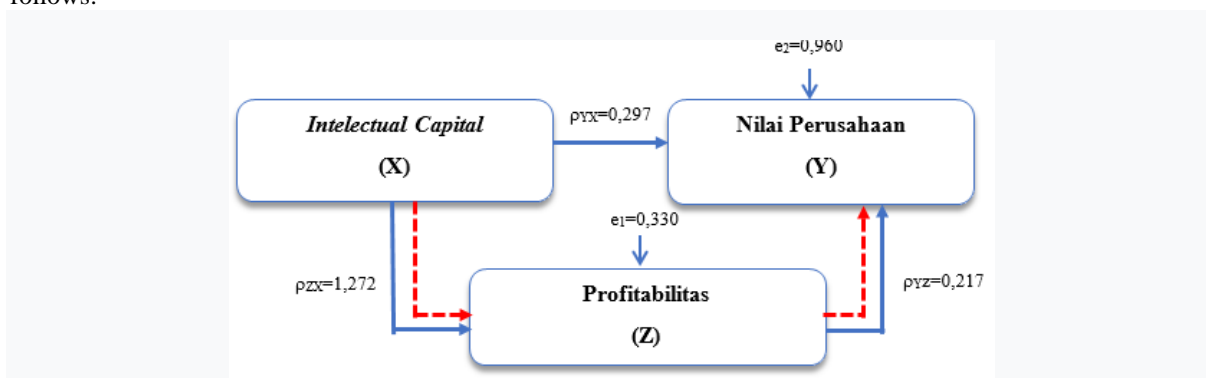 follows:
e2=0,960
Intelectual Capital
(X)
ρYX=0,297
Nilai Perusahaan
(Y)
e1=0,330
ρZX=1,272
Profitabilitas
(Z)
ρYZ=0,217